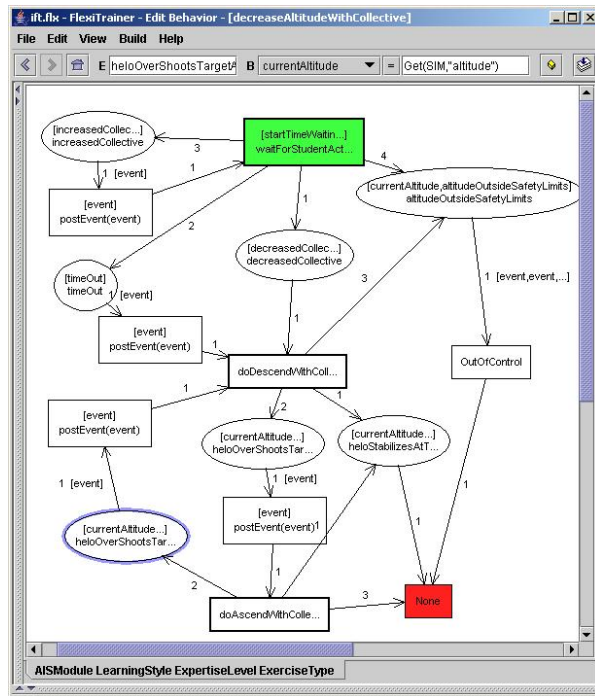 ift.flx - FlexiTrainer - Edit Behavior - [decreaseAltitudeWithCollective]
File Edit View Build Help
E heloOverShootsTargetA B currentAltitude = Get(SIM,"altitude")
[increasedCollec...]
increasedCollective
3
[startTimeWaitin...]
waitForStudentAct...
4
1 [event]
1
[currentAltitude,altitudeOutsideSafetyLimits]
altitudeOutsideSafetyLimits
[event]
postEvent(event)
1
2
[decreasedCollec...]
decreasedCollective
3
[timeOut]
timeOut
1 [event]
1 [event,event,...]
1
[event]
postEvent(event)
1
OutOfControl
doDescendWithColl...
1
[event]
postEvent(event)
2
1
[currentAltitude...]
heloOverShootsTar...
[currentAltitude...]
heloStabilizesAtT...
1 [event]
1 [event]
1
[event]
postEvent(event)
1
1
[currentAltitude...]
heloOverShootsTar...
1
2
3
None
doAscendWithColle...
AISModule LearningStyle ExpertiseLevel ExerciseType